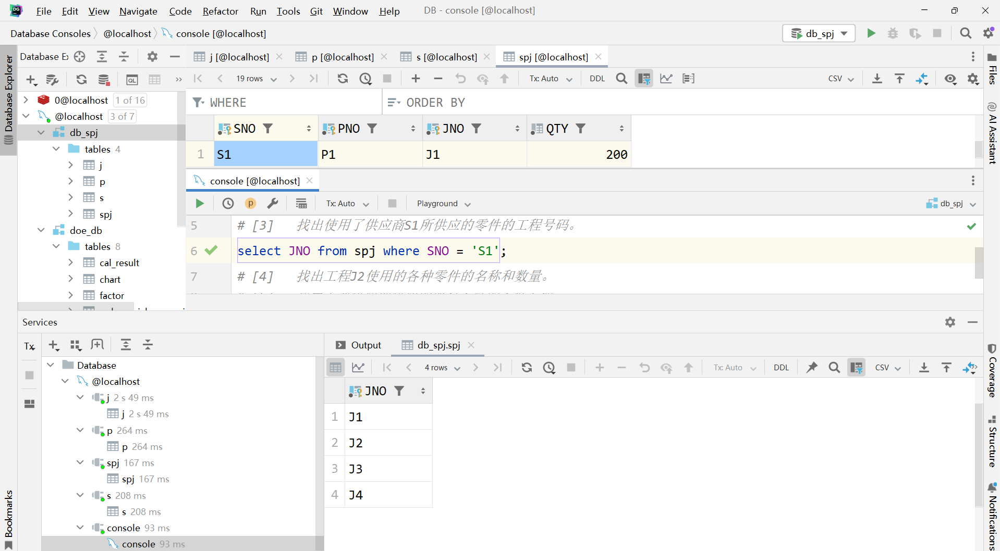 File Edit View Navigate Code Refactor Run Tools Git Window Help DB - console [@localhost]
Database Consoles @localhost console [@localhost] db_spj
Database Ex j [@localhost] p [@localhost] s [@localhost] spj [@localhost]
QL 19 rows Tx: Auto DDL CSV
WHERE ORDER BY
0@localhost 1 of 16
@localhost 3 of 7
db_spj
tables 4
j
p
s
spj
doe_db
tables 8
cal_result
chart
factor
SNO PNO JNO QTY
1 S1 P1 J1 200
console [@localhost]
p Tx: Auto Playground db_spj
5 # [3] 找出使用了供应商S1所供应的零件的工程号码。
6 select JNO from spj where SNO = 'S1';
7 # [4] 找出工程J2使用的各种零件的名称和数量。
Services
Tx Output db_spj.spj
4 rows Tx: Auto DDL CSV
Database
@localhost
j 2 s 49 ms
j 2 s 49 ms
p 264 ms
p 264 ms
spj 167 ms
spj 167 ms
s 208 ms
s 208 ms
console 93 ms
console 93 ms
JNO
1 J1
2 J2
3 J3
4 J4
Database Explorer
Bookmarks
Files
AI Assistant
Coverage
Structure
Notifications